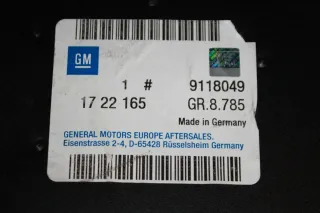 GM
1 # 9118049
17 22 165 GR.8.785
Made in Germany
GENERAL MOTORS EUROPE AFTERSALES.
Eisenstrasse 2-4, D-65428 Rüsselsheim Germany